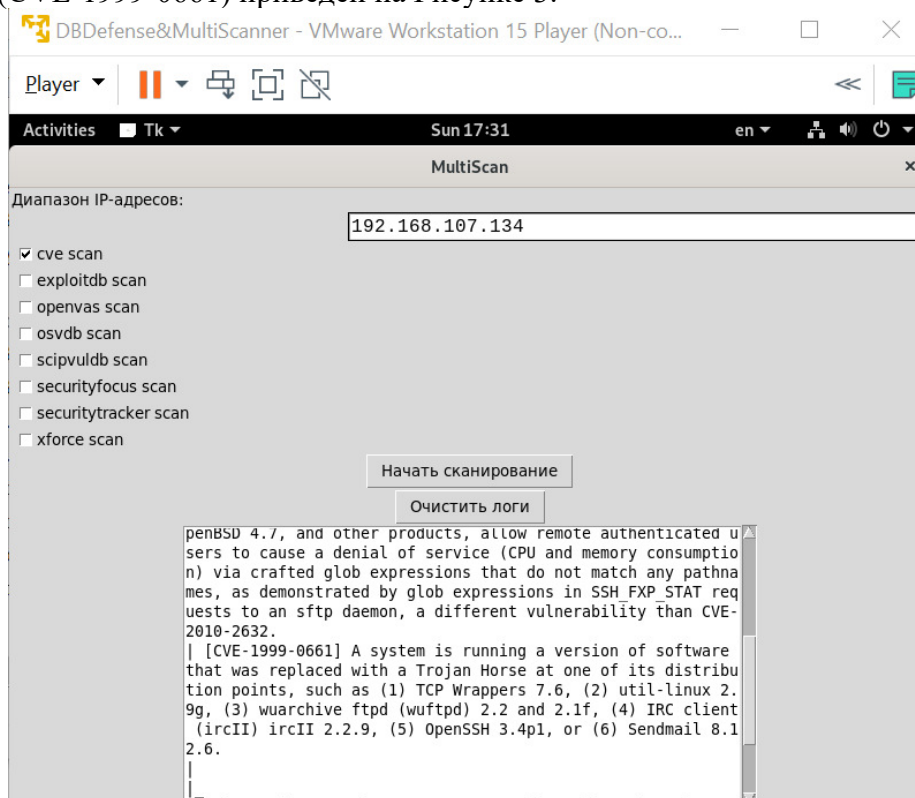 (CVE-1999-0661) приведен на Рисунке 3.
DBDefense&MultiScanner - VMware Workstation 15 Player (Non-co...
Player
Activities Tk Sun 17:31 en
MultiScan
Диапазон IP-адресов:
192.168.107.134
cve scan
exploitdb scan
openvas scan
osvdb scan
scipvuldb scan
securityfocus scan
securitytracker scan
xforce scan
Начать сканирование
Очистить логи
penBSD 4.7, and other products, allow remote authenticated u
sers to cause a denial of service (CPU and memory consumptio
n) via crafted glob expressions that do not match any pathna
mes, as demonstrated by glob expressions in SSH_FXP_STAT req
uests to an sftp daemon, a different vulnerability than CVE-
2010-2632.
| [CVE-1999-0661] A system is running a version of software
that was replaced with a Trojan Horse at one of its distribu
tion points, such as (1) TCP Wrappers 7.6, (2) util-linux 2.
9g, (3) wuarchive ftpd (wuftpd) 2.2 and 2.1f, (4) IRC client
(ircII) ircII 2.2.9, (5) OpenSSH 3.4p1, or (6) Sendmail 8.1
2.6.
|
|